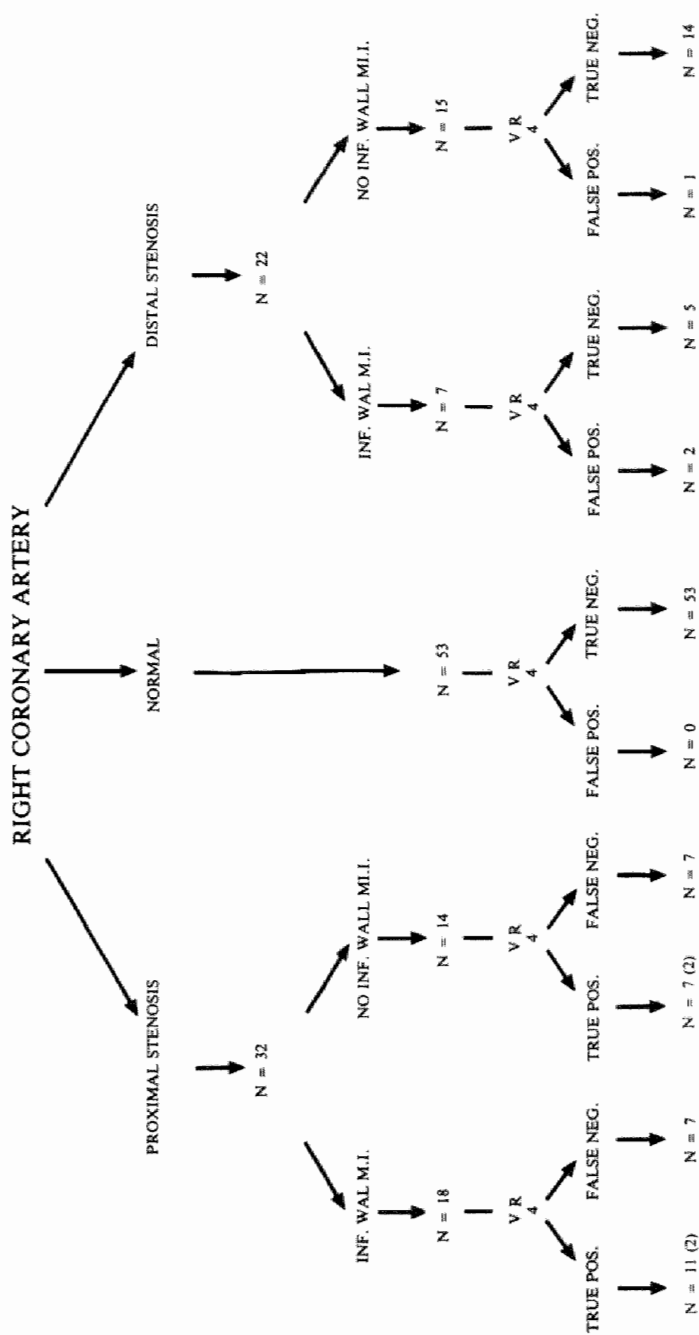 RIGHT CORONARY ARTERY
PROXIMAL STENOSIS
NORMAL
DISTAL STENOSIS
N = 32
N = 22
INF. WAL M.I.
NO INF. WALL MI.I.
INF. WAL M.I.
NO INF. WALL MI.I.
N = 18
N = 14
N = 53
N = 7
N = 15
V R
4
V R
4
V R
4
V R
4
V R
4
TRUE POS.
FALSE NEG.
TRUE POS.
FALSE NEG.
FALSE POS.
TRUE NEG.
FALSE POS.
TRUE NEG.
FALSE POS.
TRUE NEG.
N = 11 (2)
N = 7
N = 7 (2)
N = 7
N = 0
N = 53
N = 2
N = 5
N = 1
N = 14